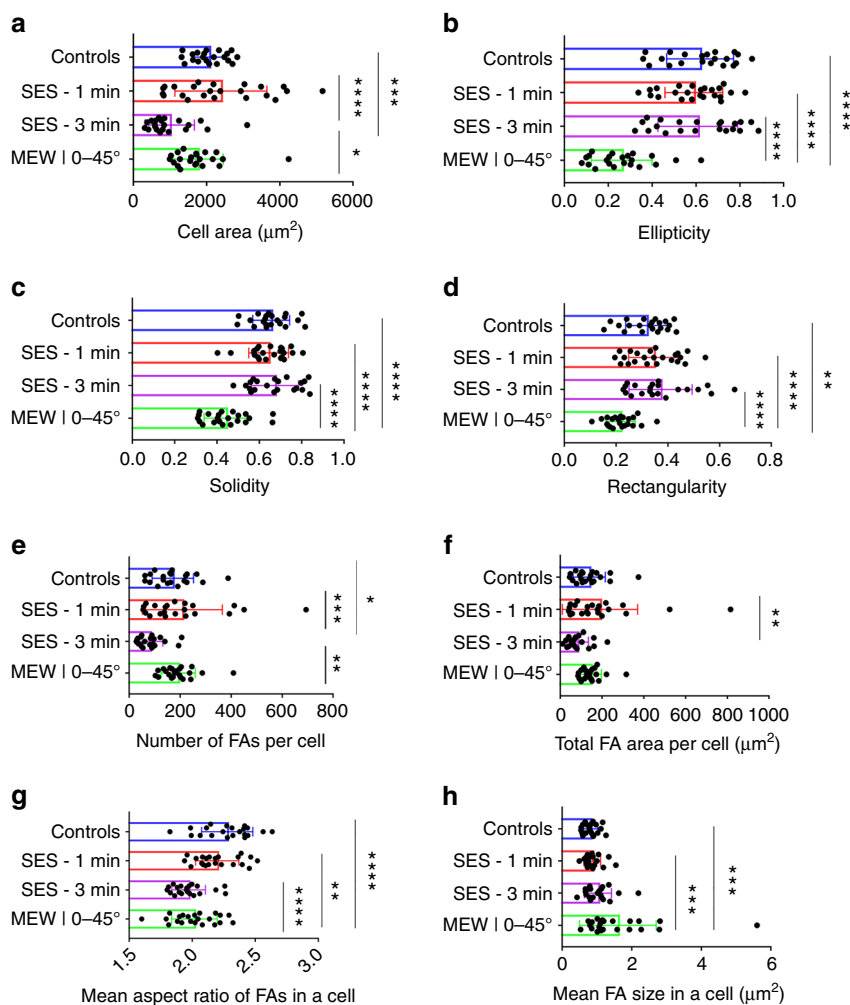 a
Controls
SES - 1 min
SES - 3 min
MEW | 0–45°
0 2000 4000 6000
Cell area (μm²)
****
***
*
b
Controls
SES - 1 min
SES - 3 min
MEW | 0–45°
0.0 0.2 0.4 0.6 0.8 1.0
Ellipticity
****
****
****
c
Controls
SES - 1 min
SES - 3 min
MEW | 0–45°
0.0 0.2 0.4 0.6 0.8 1.0
Solidity
****
****
****
d
Controls
SES - 1 min
SES - 3 min
MEW | 0–45°
0.0 0.2 0.4 0.6 0.8
Rectangularity
****
****
**
e
Controls
SES - 1 min
SES - 3 min
MEW | 0–45°
0 200 400 600 800
Number of FAs per cell
***
*
**
f
Controls
SES - 1 min
SES - 3 min
MEW | 0–45°
0 200 400 600 1000
Total FA area per cell (μm²)
**
g
Controls
SES - 1 min
SES - 3 min
MEW | 0–45°
1.5 2.0 2.5 3.0
Mean aspect ratio of FAs in a cell
****
**
****
h
Controls
SES - 1 min
SES - 3 min
MEW | 0–45°
0 2 4 6
Mean FA size in a cell (μm²)
***
***